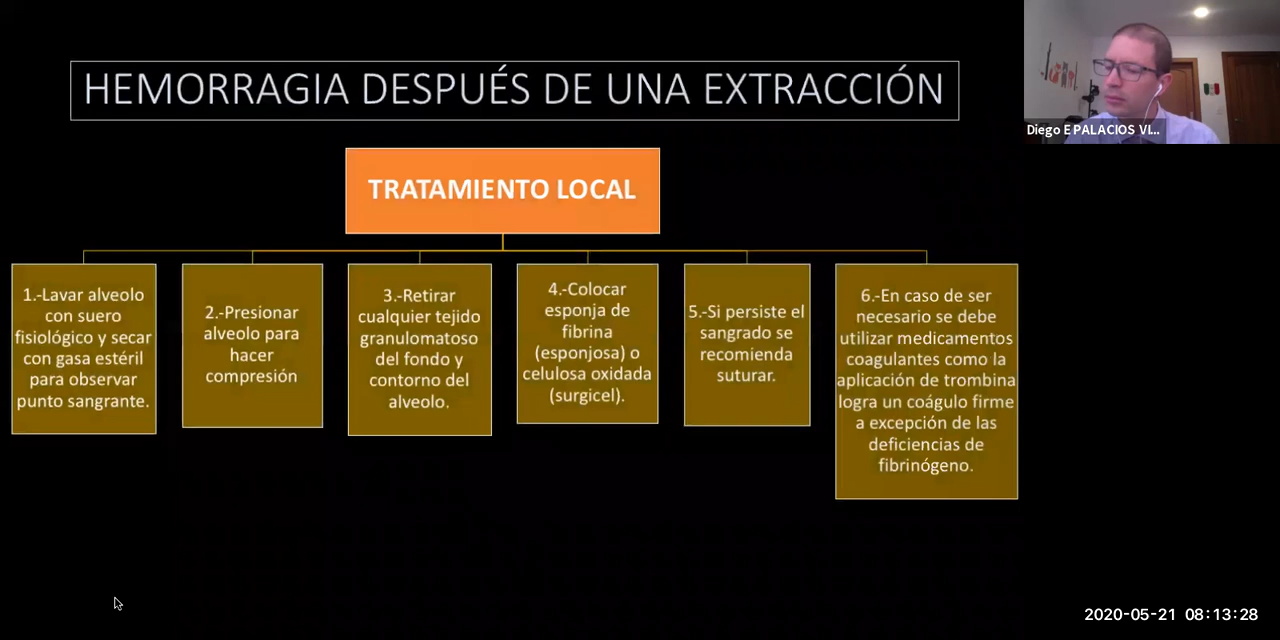 HEMORRAGIA DESPUÉS DE UNA EXTRACCIÓN
Diego E PALACIOS VI...
TRATAMIENTO LOCAL
1.-Lavar alveolo
con suero
fisiológico y secar
con gasa estéril
para observar
punto sangrante.
2.-Presionar
alveolo para
hacer
compresión
3.-Retirar
cualquier tejido
granulomatoso
del fondo y
contorno del
alveolo.
4.-Colocar
esponja de
fibrina
(esponjosa) o
celulosa oxidada
(surgicel).
5.-Si persiste el
sangrado se
recomienda
suturar.
6.-En caso de ser
necesario se debe
utilizar medicamentos
coagulantes como la
aplicación de trombina
logra un coágulo firme
a excepción de las
deficiencias de
fibrinógeno.
2020-05-21 08:13:28